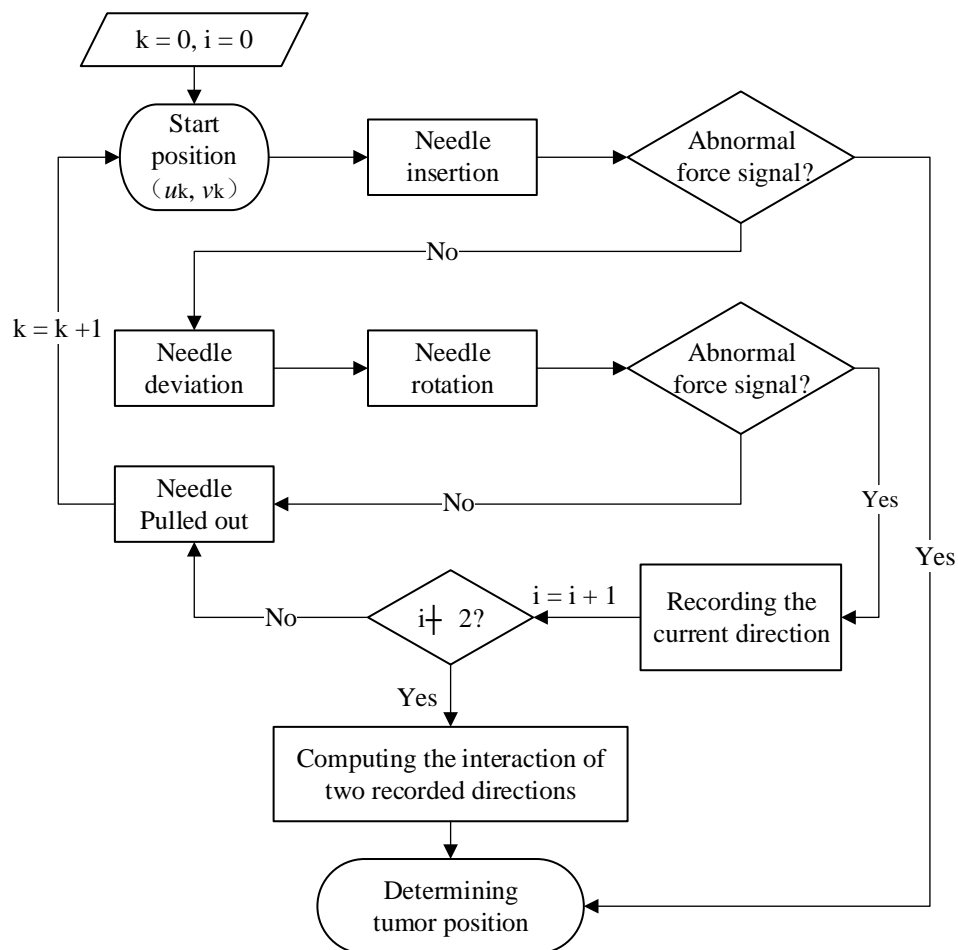 k = 0, i = 0
Start
position
（uk, vk）
Needle
insertion
Abnormal
force signal?
No
k = k +1
Needle
deviation
Needle
rotation
Abnormal
force signal?
Needle
Pulled out
No
Yes
Yes
No
i 2?
i = i + 1
Recording the
current direction
Yes
Computing the interaction of
two recorded directions
Determining
tumor position